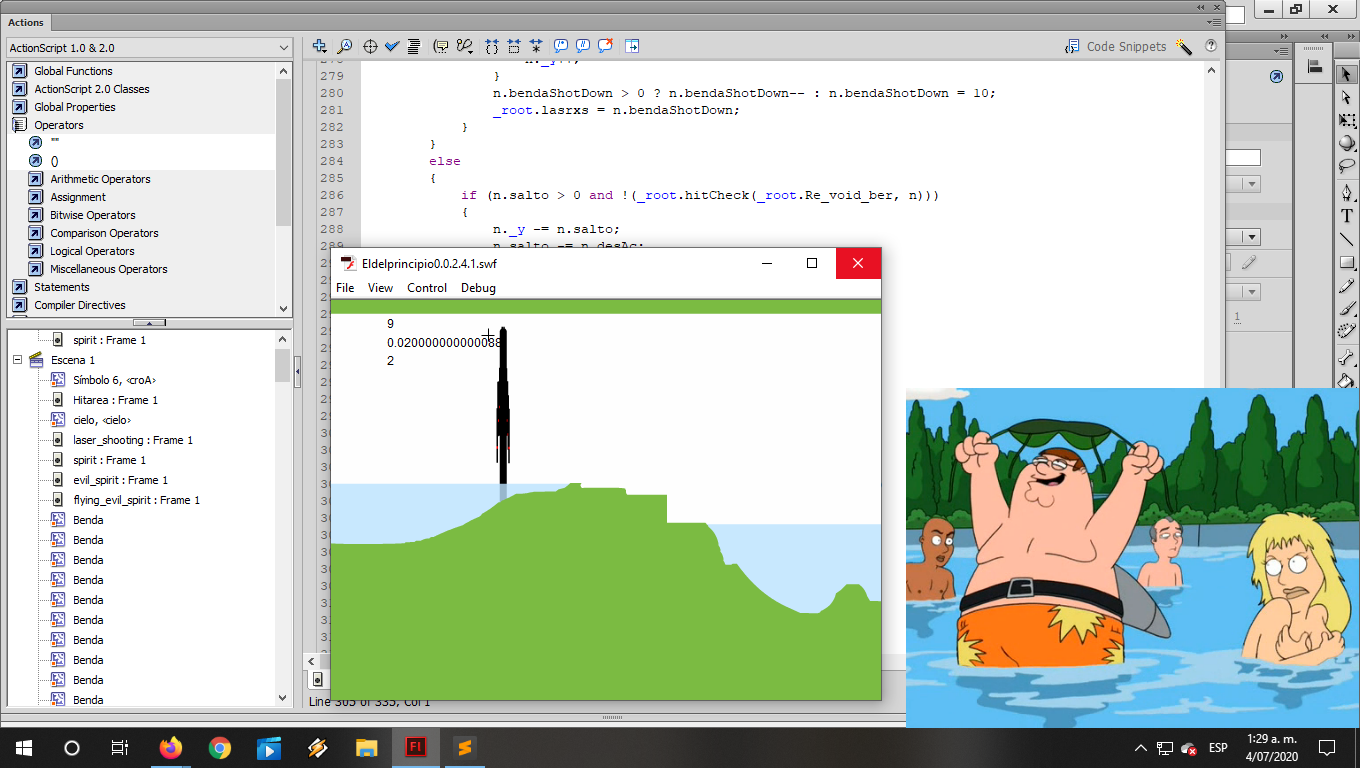 Actions
ActionScript 1.0 & 2.0
Global Functions
ActionScript 2.0 Classes
Global Properties
Operators
""
()
Arithmetic Operators
Assignment
Bitwise Operators
Comparison Operators
Logical Operators
Miscellaneous Operators
Statements
Compiler Directives
spirit : Frame 1
Escena 1
Símbolo 6, <croA>
Hitarea : Frame 1
cielo, <cielo>
laser_shooting : Frame 1
spirit : Frame 1
evil_spirit : Frame 1
flying_evil_spirit : Frame 1
Benda
Benda
Benda
Benda
Benda
Benda
Benda
Benda
Benda
Benda
Code Snippets
279 }
280 n.bendaShotDown > 0 ? n.bendaShotDown-- : n.bendaShotDown = 10;
281 _root.lasrxs = n.bendaShotDown;
282 }
283 }
284 else
285 {
286 if (n.salto > 0 and !(_root.hitCheck(_root.Re_void_ber, n)))
287 {
288 n._y -= n.salto;
289 n.salto -= n.desAc;
Eldelprincipio0.0.2.4.1.swf
File View Control Debug
9
0.020000000000088
2
Line 305 of 335, Col 1
1
Fl
ESP
1:29 a. m.
4/07/2020